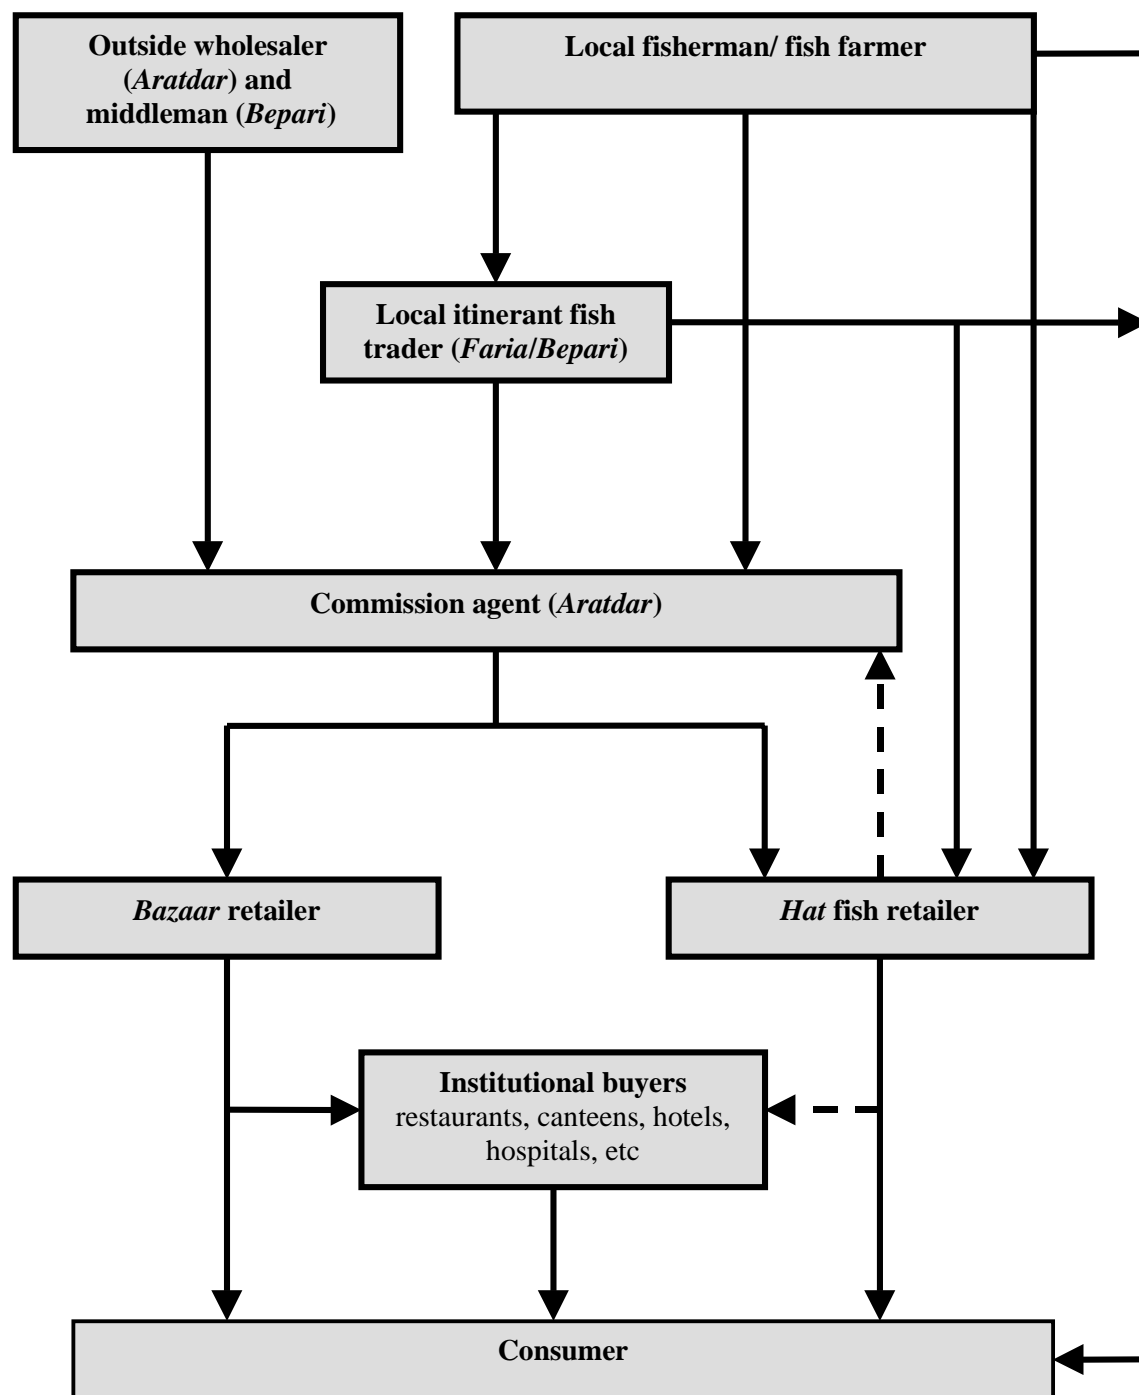 Outside wholesaler
(Aratdar) and
middleman (Bepari)
Local fisherman/ fish farmer
Local itinerant fish
trader (Faria/Bepari)
Commission agent (Aratdar)
Bazaar retailer
Hat fish retailer
Institutional buyers
restaurants, canteens, hotels,
hospitals, etc
Consumer